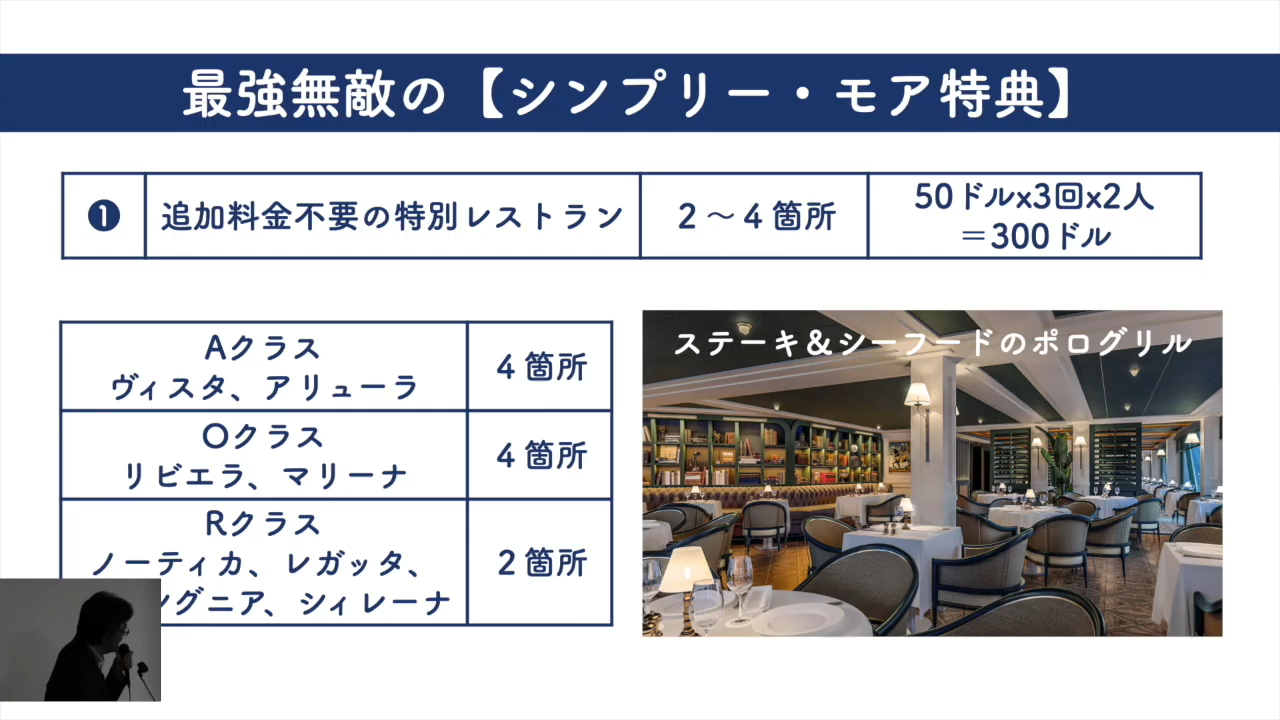 最強無敵の【シンプリー・モア特典】
❶ 追加料金不要の特別レストラン 2〜4箇所 50ドルx3回x2人
＝300ドル
Aクラス
ヴィスタ、アリューラ 4箇所
Oクラス
リビエラ、マリーナ 4箇所
Rクラス
ノーティカ、レガッタ、 2箇所
グニア、シィレーナ
ステーキ＆シーフードのポログリル